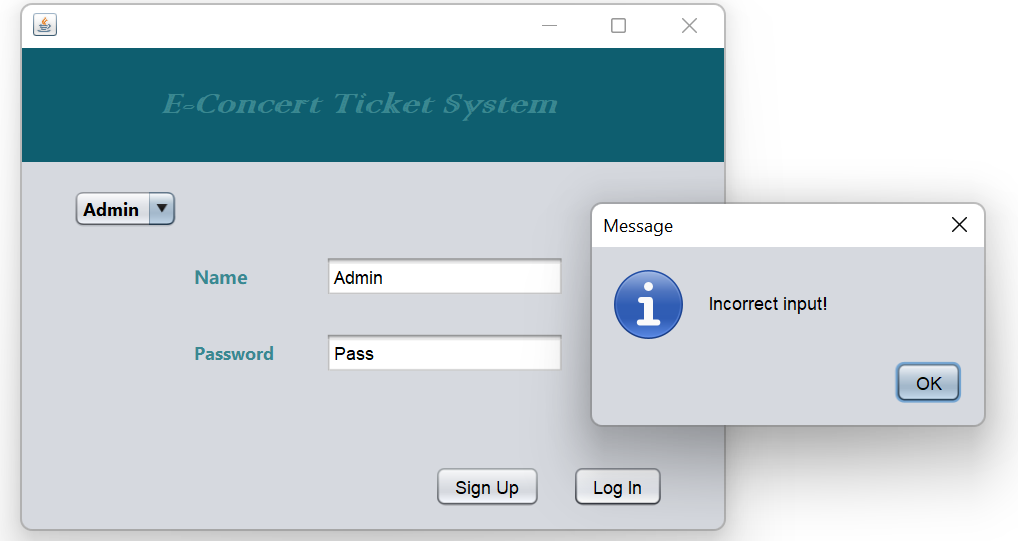 E-Concert Ticket System
Admin
Message
Name
Admin
Incorrect input!
Password
Pass
OK
Sign Up
Log In